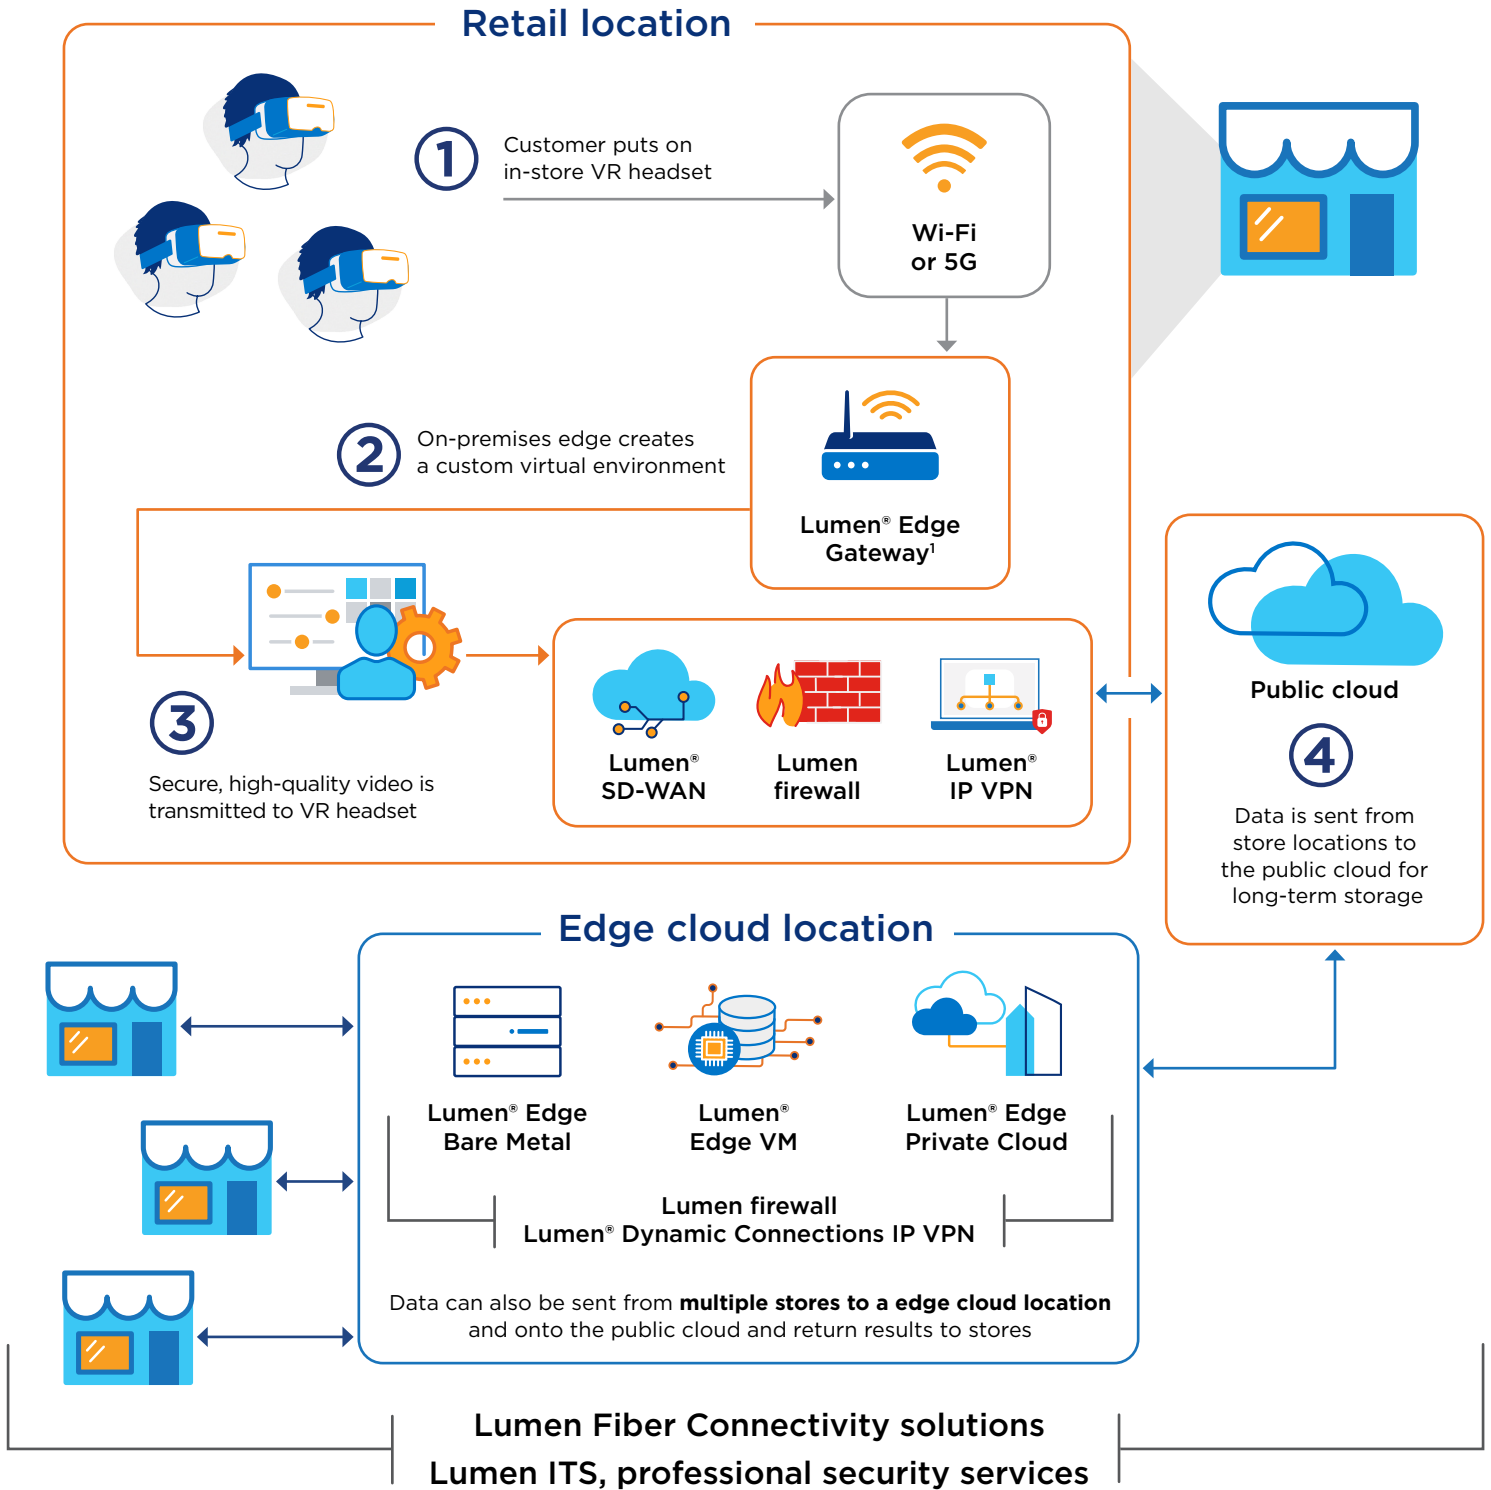 Retail location
1
Customer puts on
in-store VR headset
Wi-Fi
or 5G
2
On-premises edge creates
a custom virtual environment
Lumen® Edge
Gateway¹
3
Secure, high-quality video is
transmitted to VR headset
Lumen®
SD-WAN
Lumen
firewall
Lumen®
IP VPN
Public cloud
4
Data is sent from
store locations to
the public cloud for
long-term storage
Edge cloud location
Lumen® Edge
Bare Metal
Lumen®
Edge VM
Lumen® Edge
Private Cloud
Lumen firewall
Lumen® Dynamic Connections IP VPN
Data can also be sent from multiple stores to a edge cloud location
and onto the public cloud and return results to stores
Lumen Fiber Connectivity solutions
Lumen ITS, professional security services